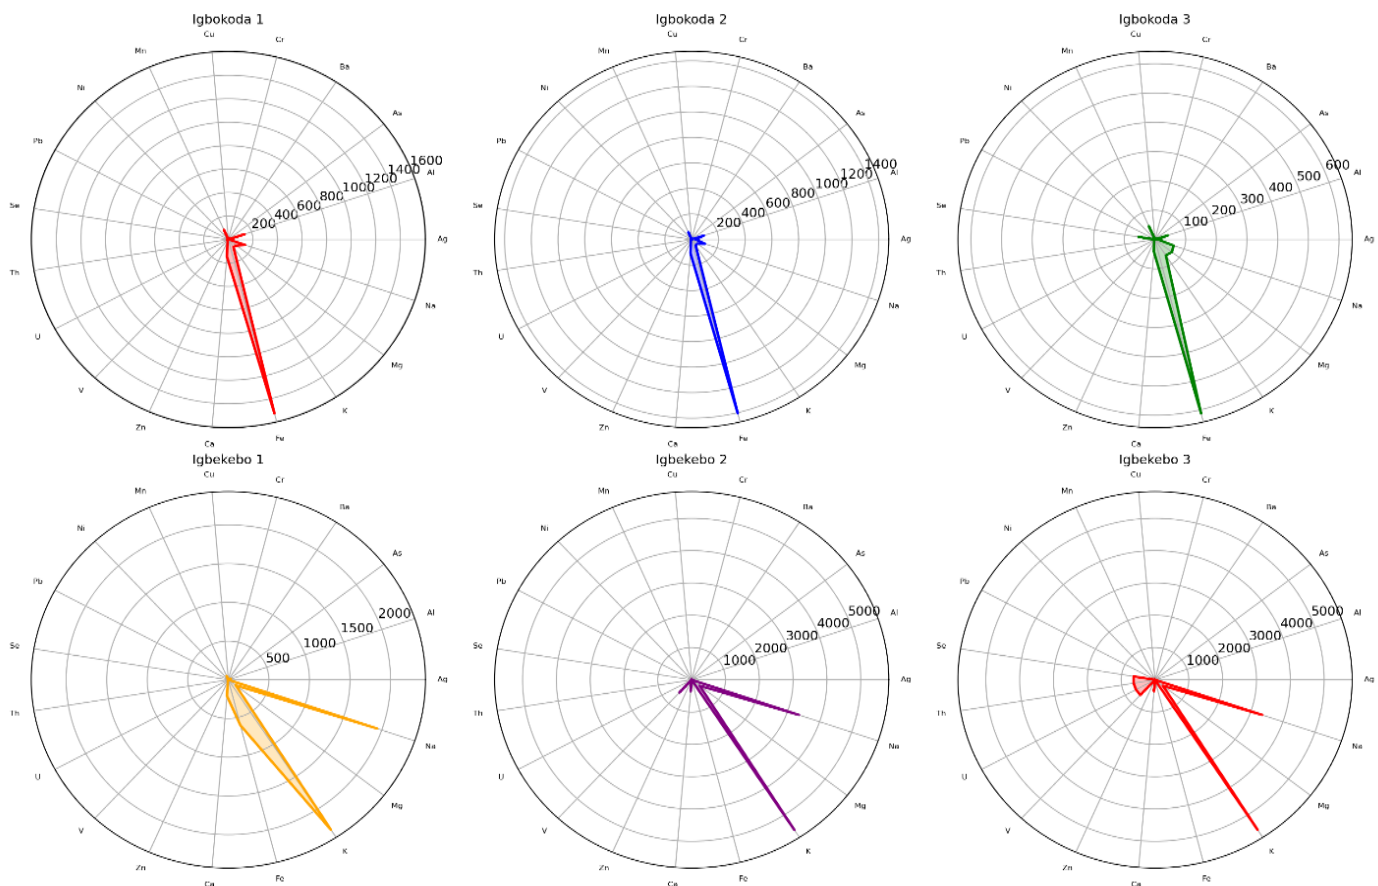 Igbokoda 1
Cu
Cr
Mn
Ba
Ni
As
Pb
Al
Se
Ag
Th
Na
U
Mg
V
K
Zn
Fe
Ca
200
400
600
800
1000
1200
1400
1600
Igbokoda 2
Cu
Cr
Mn
Ba
Ni
As
Pb
Al
Se
Ag
Th
Na
U
Mg
V
K
Zn
Fe
Ca
200
400
600
800
1000
1200
1400
Igbokoda 3
Cu
Cr
Mn
Ba
Ni
As
Pb
Al
Se
Ag
Th
Na
U
Mg
V
K
Zn
Fe
Ca
100
200
300
400
500
600
Igbekebo 1
Cu
Cr
Mn
Ba
Ni
As
Pb
Al
Se
Ag
Th
Na
U
Mg
V
K
Zn
Fe
Ca
500
1000
1500
2000
Igbekebo 2
Cu
Cr
Mn
Ba
Ni
As
Pb
Al
Se
Ag
Th
Na
U
Mg
V
K
Zn
Fe
Ca
1000
2000
3000
4000
5000
Igbekebo 3
Cu
Cr
Mn
Ba
Ni
As
Pb
Al
Se
Ag
Th
Na
U
Mg
V
K
Zn
Fe
Ca
1000
2000
3000
4000
5000